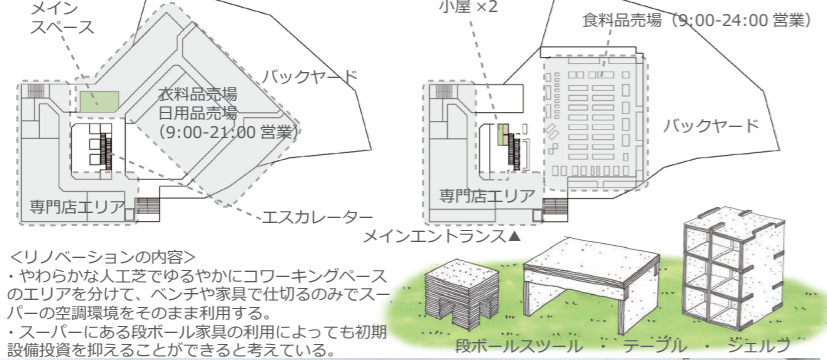 メイン
スペース
バックヤード
衣料品売場
日用品売場
（9:00-21:00 営業）
専門店エリア
エスカレーター
小屋 ×2
食料品売場（9:00-24:00 営業）
バックヤード
専門店エリア
メインエントランス▲
＜リノベーションの内容＞
・やわらかな人工芝でゆるやかにコワーキングペース
のエリアを分けて、ベンチや家具で仕切るのみでスー
パーの空調環境をそのまま利用する。
・スーパーにある段ボール家具の利用によっても初期
設備投資を抑えることができると考えている。
段ボールスツール ・ テーブル ・ シェルフ